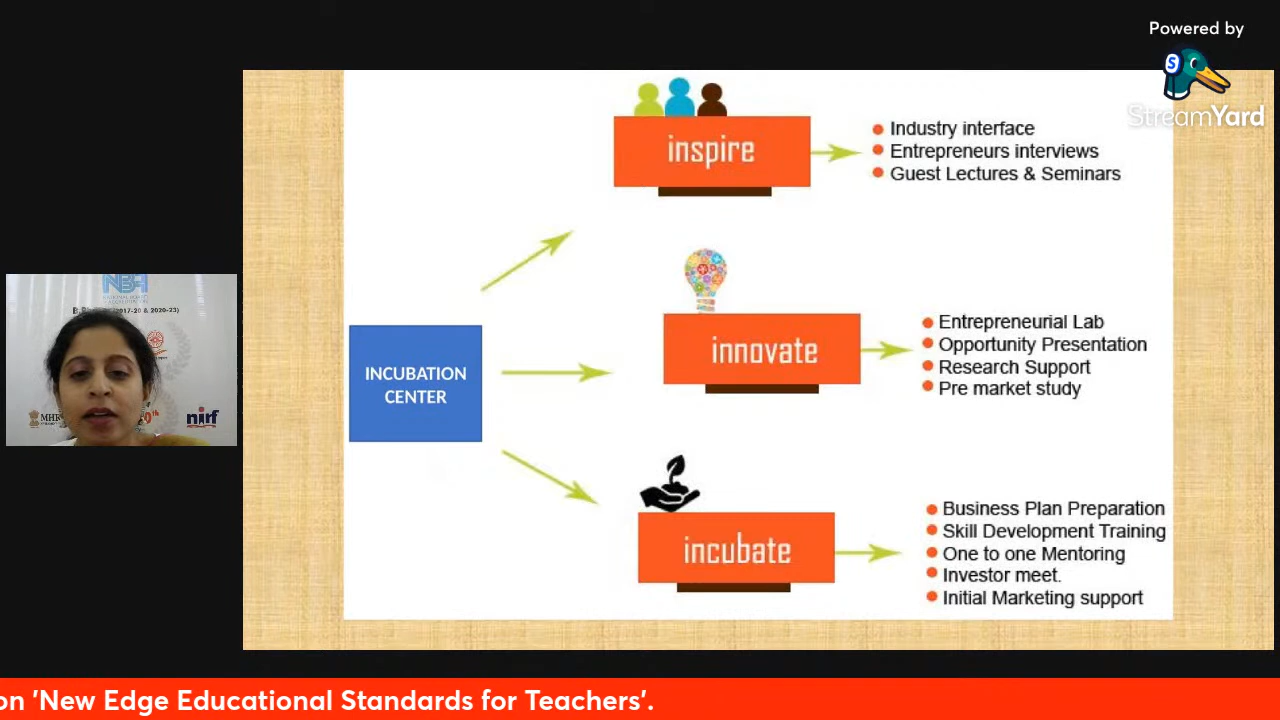 Powered by
StreamYard
inspire
Industry interface
Entrepreneurs interviews
Guest Lectures & Seminars
innovate
Entrepreneurial Lab
Opportunity Presentation
Research Support
Pre market study
INCUBATION
CENTER
incubate
Business Plan Preparation
Skill Development Training
One to one Mentoring
Investor meet.
Initial Marketing support
NBA
nirf
on 'New Edge Educational Standards for Teachers'.